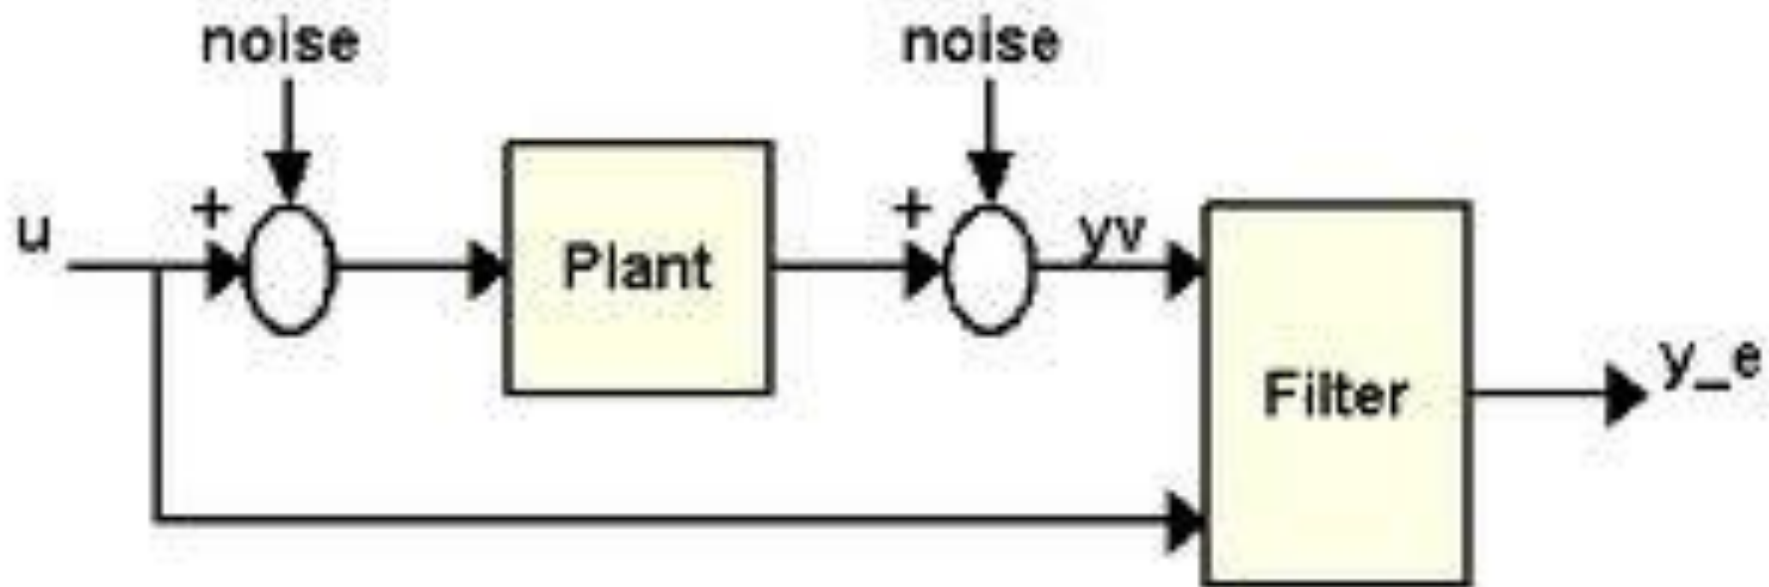 noise
noise
u
+
Plant
+
yv
Filter
y_e